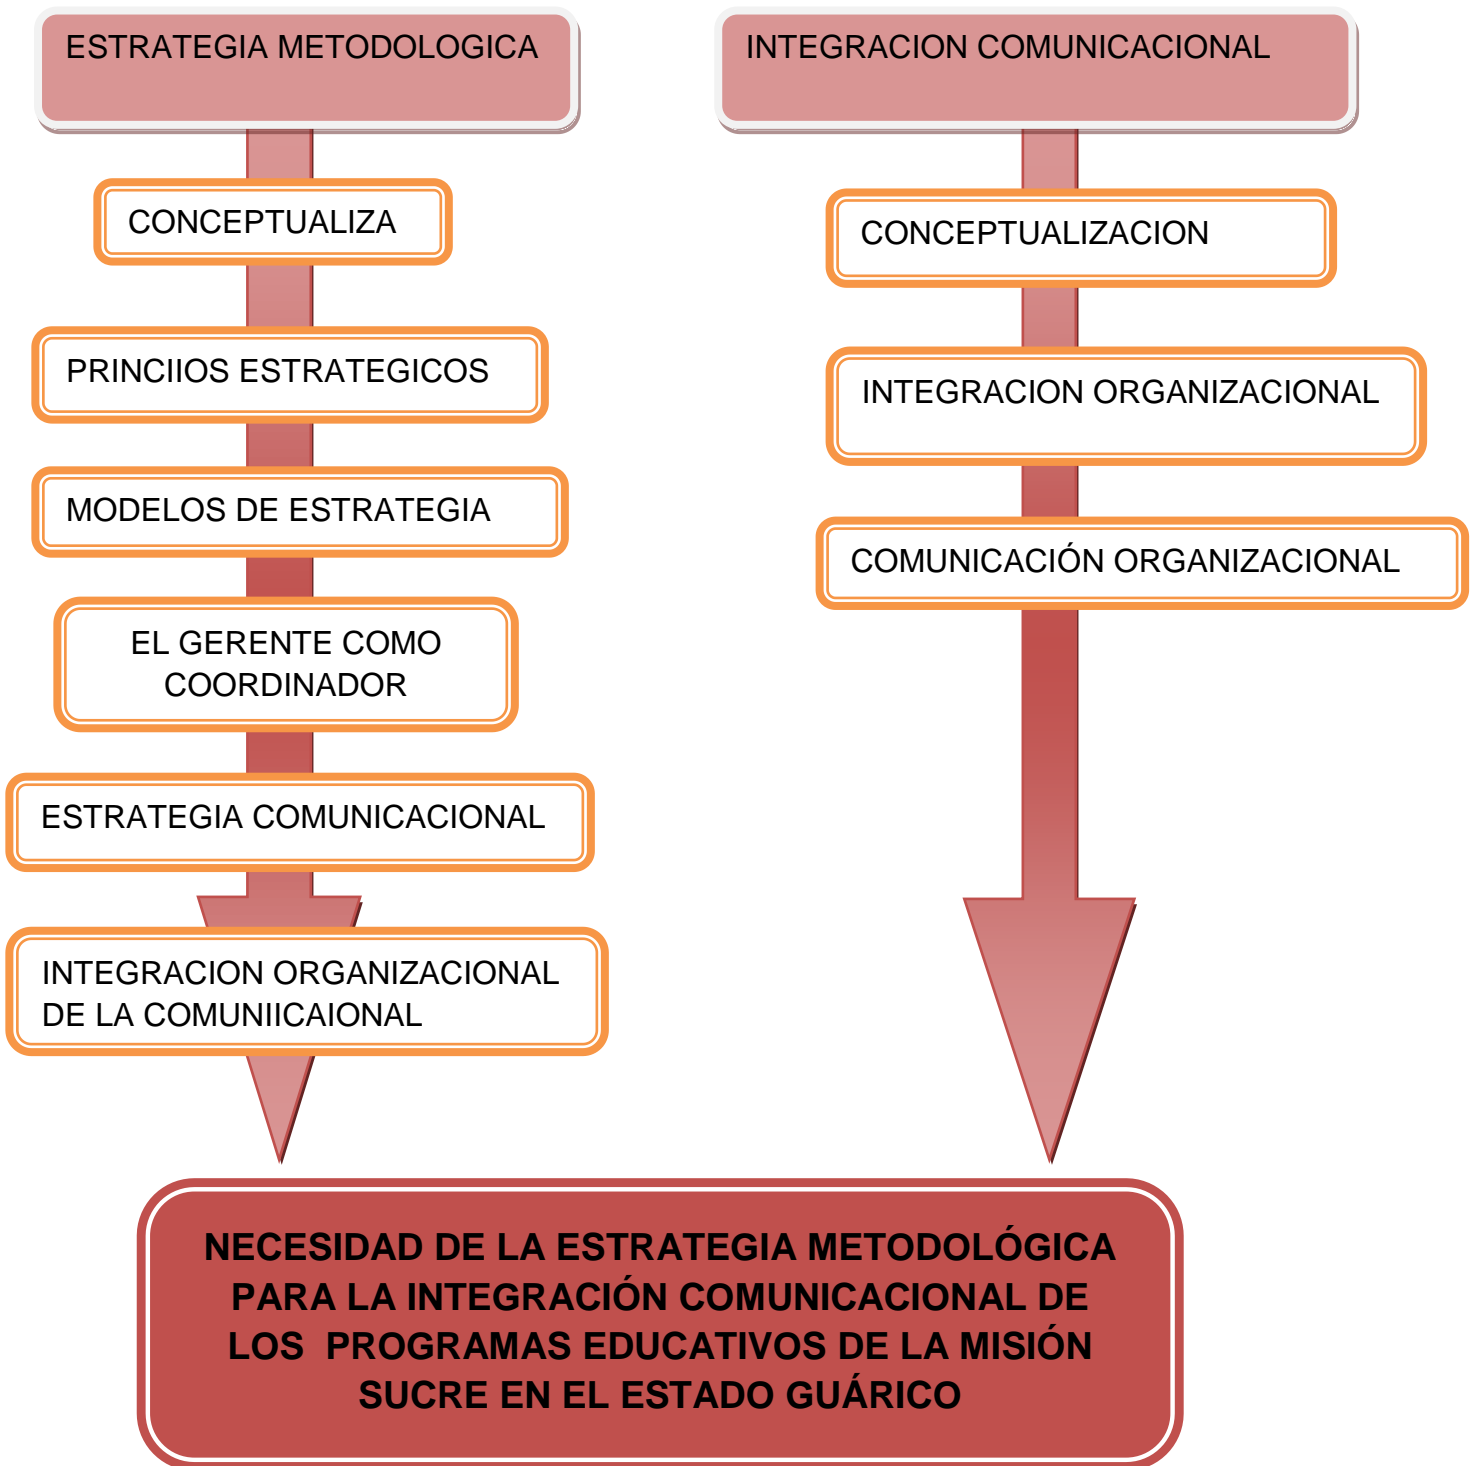 ESTRATEGIA METODOLOGICA
CONCEPTUALIZA
PRINCIIOS ESTRATEGICOS
MODELOS DE ESTRATEGIA
EL GERENTE COMO
COORDINADOR
ESTRATEGIA COMUNICACIONAL
INTEGRACION ORGANIZACIONAL
DE LA COMUNIICAIONAL
INTEGRACION COMUNICACIONAL
CONCEPTUALIZACION
INTEGRACION ORGANIZACIONAL
COMUNICACIÓN ORGANIZACIONAL
NECESIDAD DE LA ESTRATEGIA METODOLÓGICA
PARA LA INTEGRACIÓN COMUNICACIONAL DE
LOS  PROGRAMAS EDUCATIVOS DE LA MISIÓN
SUCRE EN EL ESTADO GUÁRICO